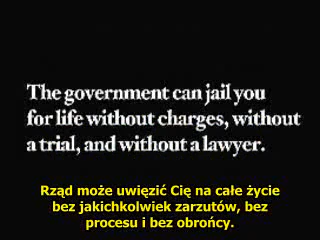 The government can jail you
for life without charges, without
a trial, and without a lawyer.
Rząd może uwięzić Cię na całe życie
bez jakichkolwiek zarzutów, bez
procesu i bez obrońcy.